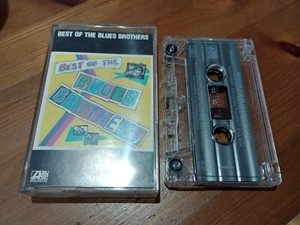 BEST OF THE BLUES BROTHERS
BEST OF THE
BLUES
BROTHERS